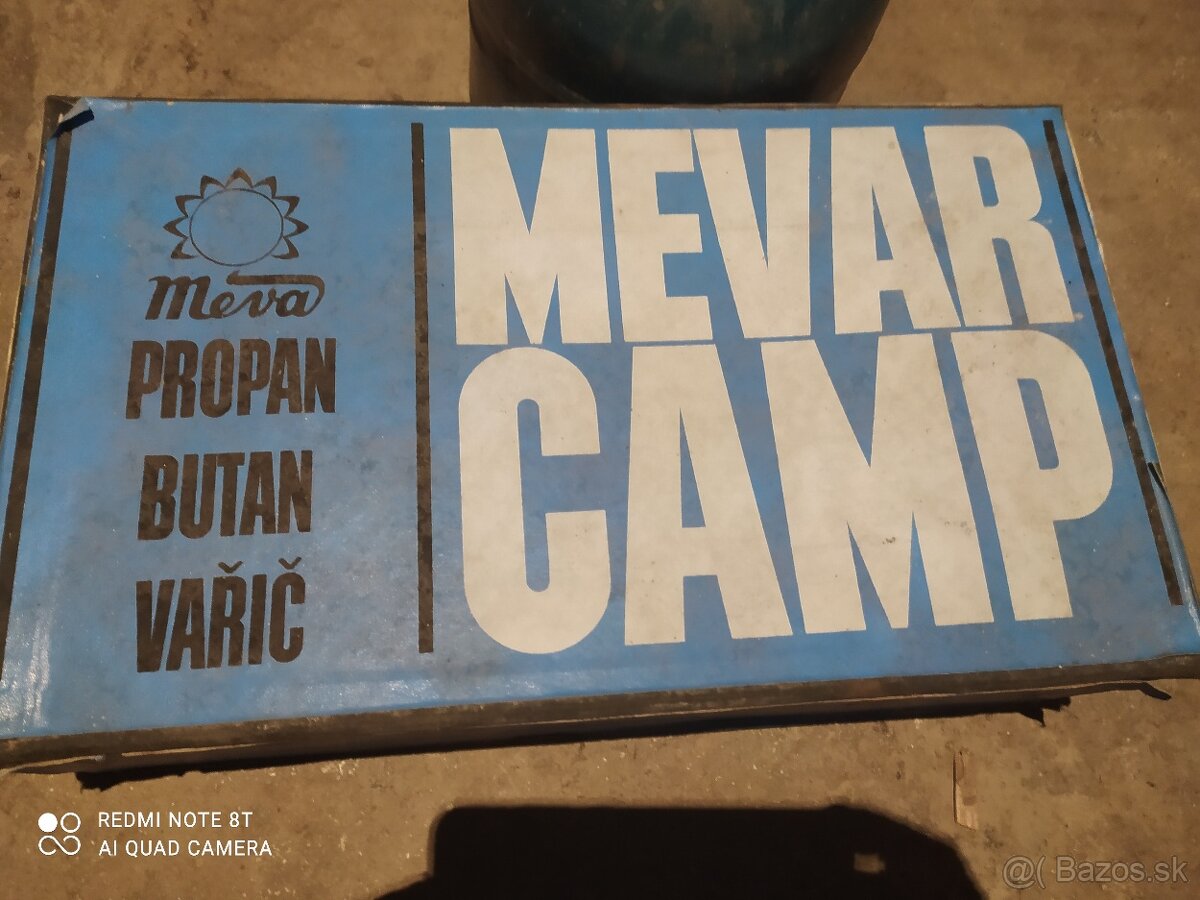 meva
PROPAN
BUTAN
VAŘIČ
MEVAR
CAMP
REDMI NOTE 8T
AI QUAD CAMERA
@( Bazos.sk